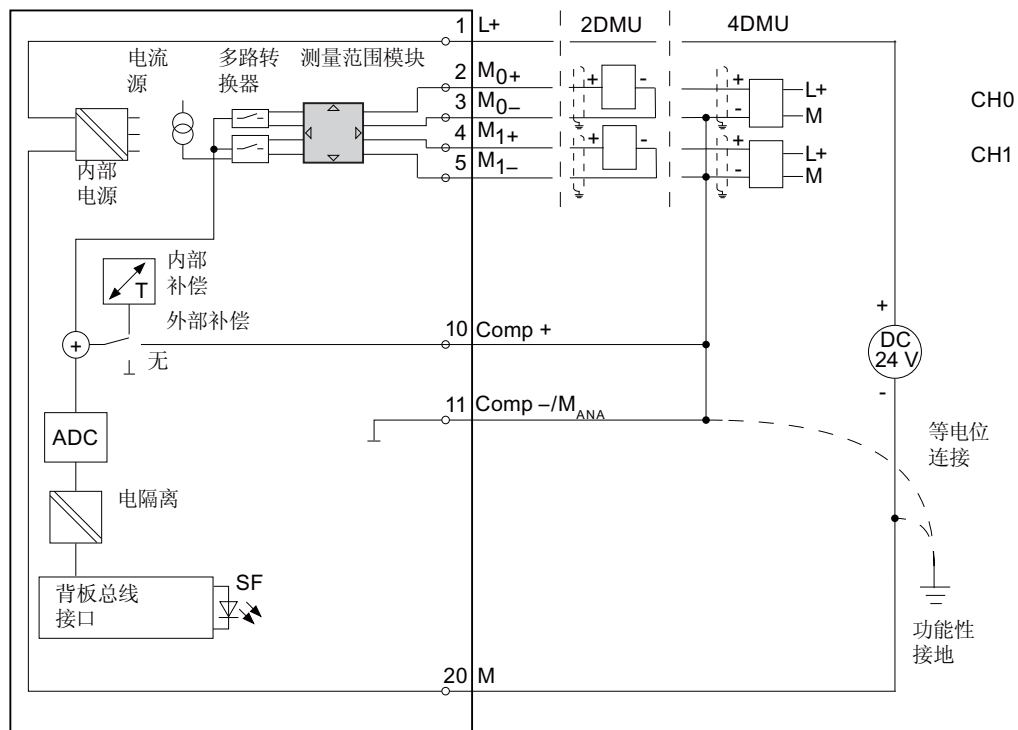 1 L+ 2DMU 4DMU
电流
源
多路转
换器
测量范围模块
2 M0+ + - + L+ CH0
3 M0– - M
4 M1+ + - + L+ CH1
5 M1– - M
内部
电源
内部
补偿
T
外部补偿
+ 无
10 Comp +
+
DC
24 V
-
11 Comp –/MANA
ADC
等电位
连接
电隔离
背板总线
接口
SF
功能性
接地
20 M